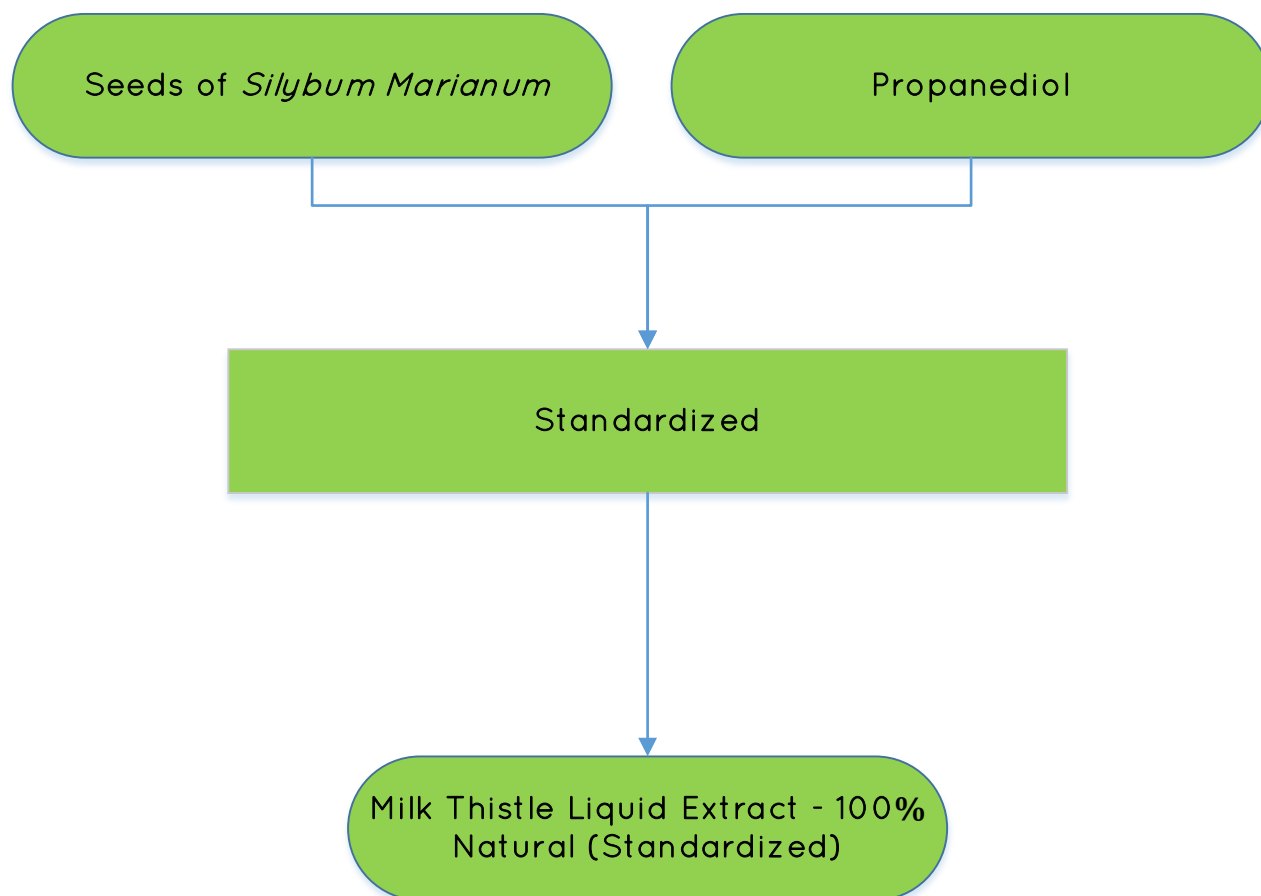 Seeds of Silybum Marianum
Propanediol
Standardized
Milk Thistle Liquid Extract - 100%
Natural (Standardized)